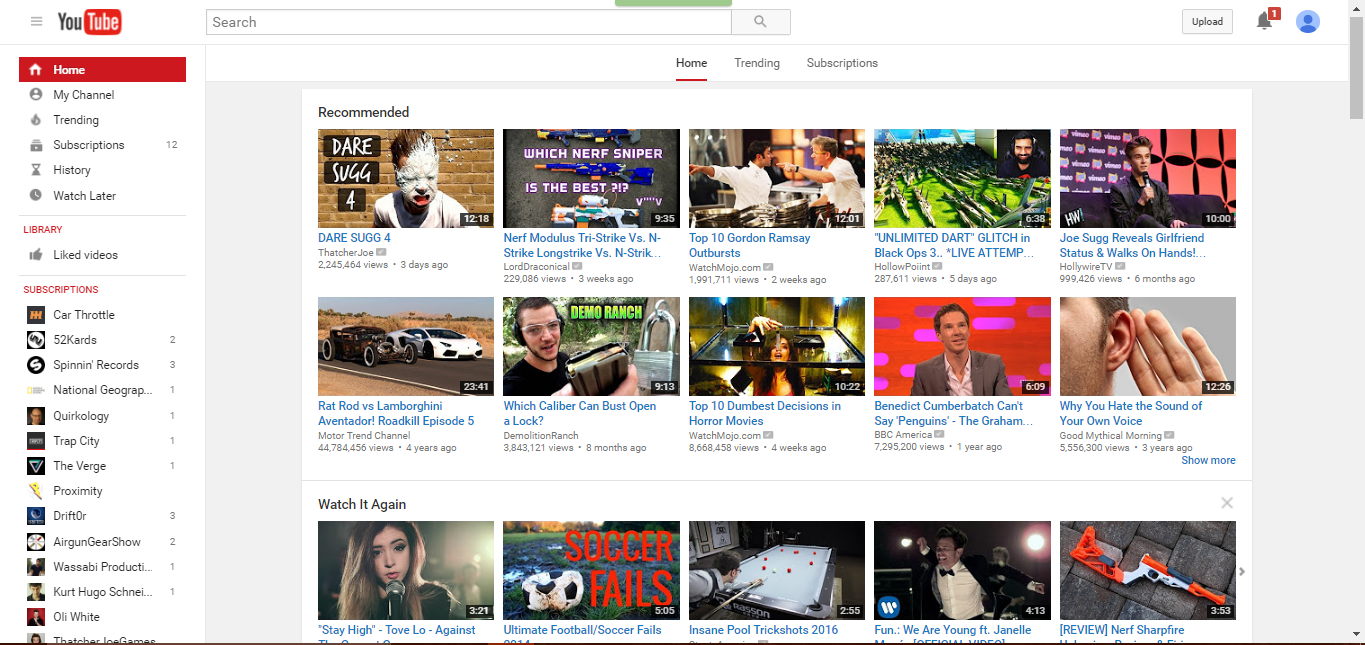 YouTube
Search
Upload
1
Home
My Channel
Trending
Subscriptions 12
History
Watch Later
LIBRARY
Liked videos
SUBSCRIPTIONS
Car Throttle
52Kards 2
Spinnin' Records 3
National Geograp... 1
Quirkology 1
Trap City 1
The Verge 1
Proximity
Drift0r 3
AirgunGearShow 2
Wassabi Producti... 1
Kurt Hugo Schnei... 1
Oli White
ThatcherJoeGames
Home Trending Subscriptions
Recommended
DARE
SUGG
4
12:18
DARE SUGG 4
ThatcherJoe
2,245,464 views • 3 days ago
WHICH NERF SNIPER
IS THE BEST ?!?
v""v
9:35
Nerf Modulus Tri-Strike Vs. N-
Strike Longstrike Vs. N-Strik...
LordDraconical
229,086 views • 3 weeks ago
12:01
Top 10 Gordon Ramsay
Outbursts
WatchMojo.com
1,991,711 views • 2 weeks ago
6:38
"UNLIMITED DART" GLITCH in
Black Ops 3.. *LIVE ATTEMP...
HollowPoiint
287,611 views • 5 days ago
vimeo
HW
10:00
Joe Sugg Reveals Girlfriend
Status & Walks On Hands!...
HollywireTV
999,426 views • 6 months ago
23:41
Rat Rod vs Lamborghini
Aventador! Roadkill Episode 5
Motor Trend Channel
44,784,456 views • 4 years ago
DEMO RANCH
9:13
Which Caliber Can Bust Open
a Lock?
DemolitionRanch
3,843,121 views • 8 months ago
10:22
Top 10 Dumbest Decisions in
Horror Movies
WatchMojo.com
8,668,458 views • 4 weeks ago
6:09
Benedict Cumberbatch Can't
Say 'Penguins' - The Graham...
BBC America
7,295,200 views • 1 year ago
12:26
Why You Hate the Sound of
Your Own Voice
Good Mythical Morning
5,556,300 views • 3 years ago
Show more
Watch It Again
3:21
"Stay High" - Tove Lo - Against
SOCCER
FAILS
5:05
Ultimate Football/Soccer Fails
2:55
Insane Pool Trickshots 2016
W
4:13
Fun.: We Are Young ft. Janelle
3:53
[REVIEW] Nerf Sharpfire